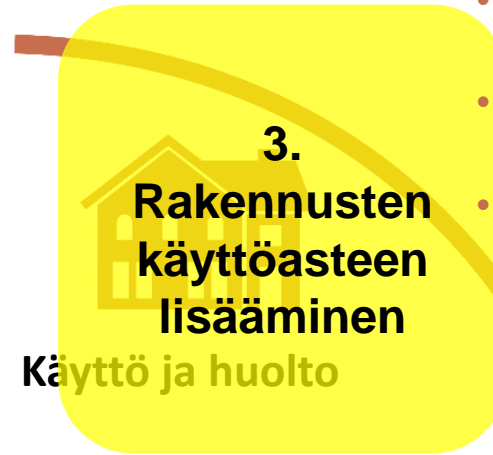 3.
Rakennusten
käyttöasteen
lisääminen
Käyttö ja huolto